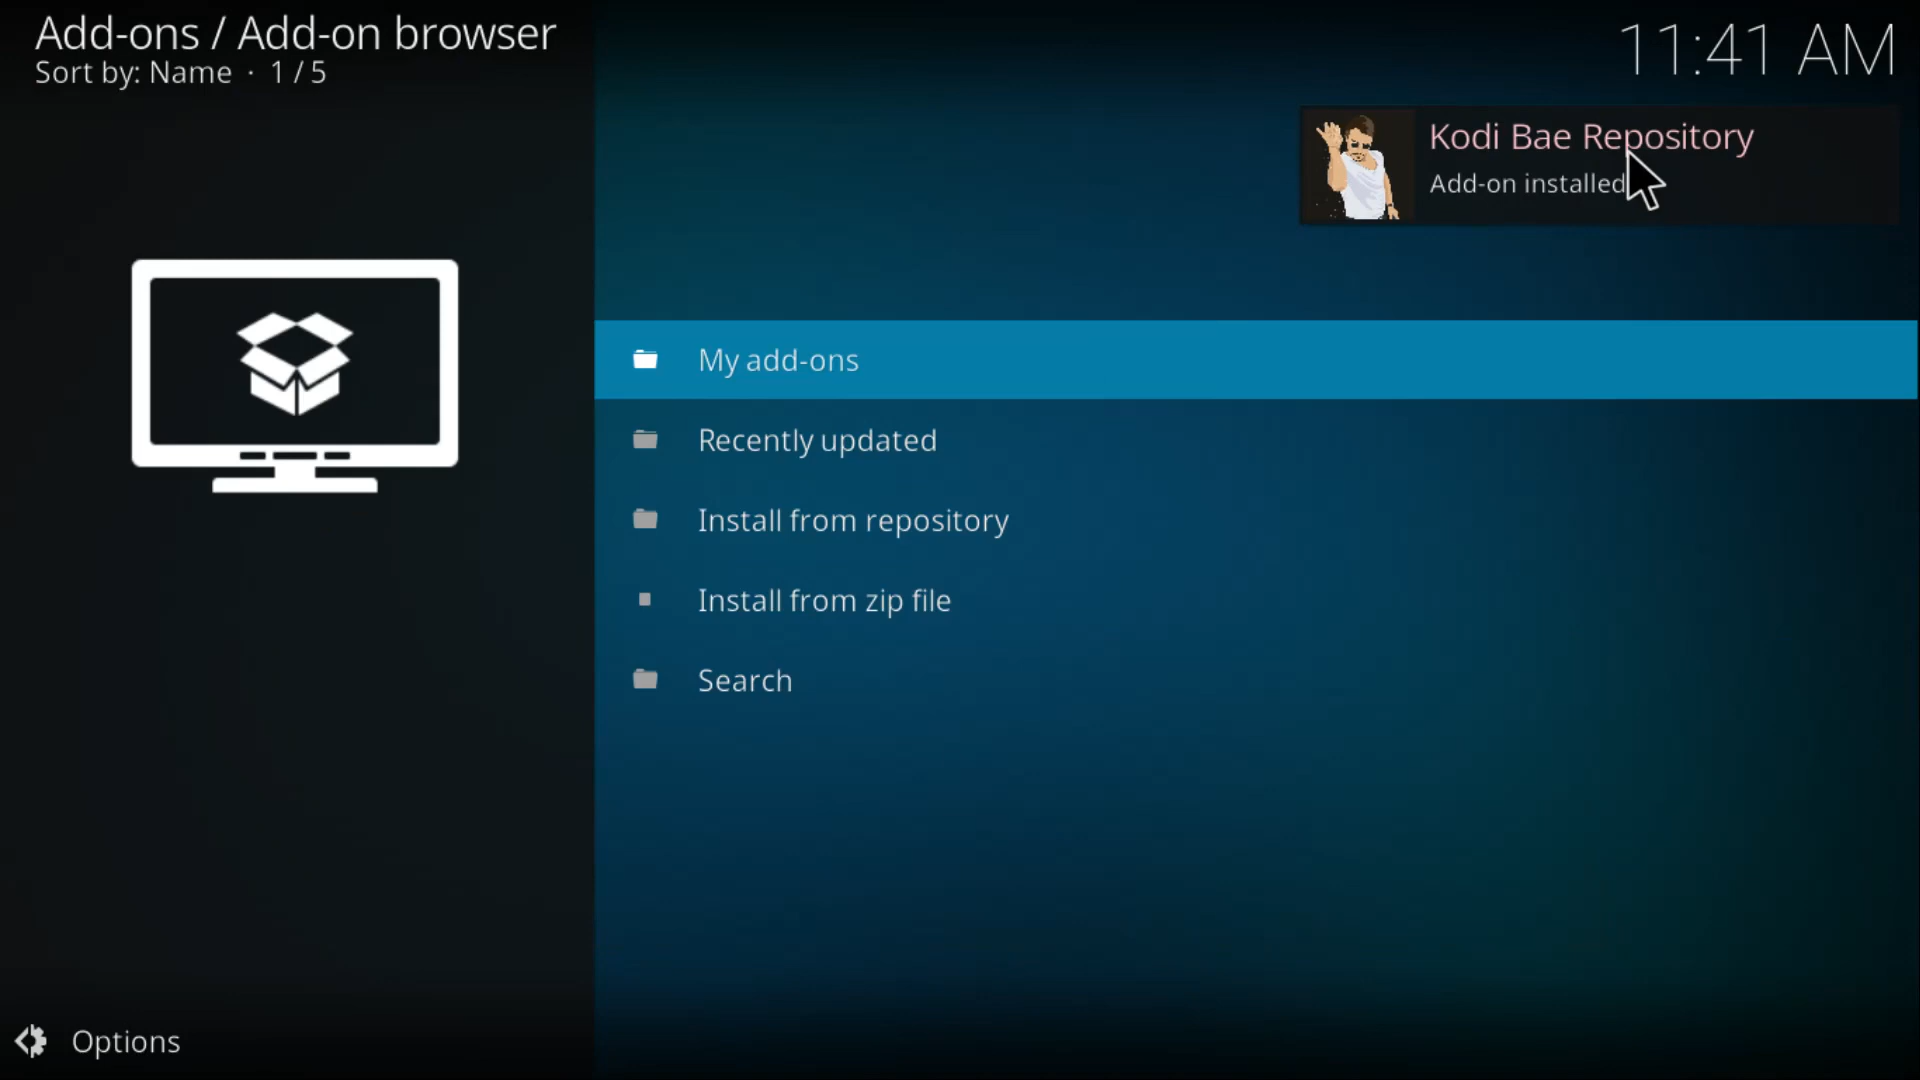 Add-ons / Add-on browser
Sort by: Name · 1 / 5
11:41 AM
Kodi Bae Repository
Add-on installed
My add-ons
Recently updated
Install from repository
Install from zip file
Search
Options